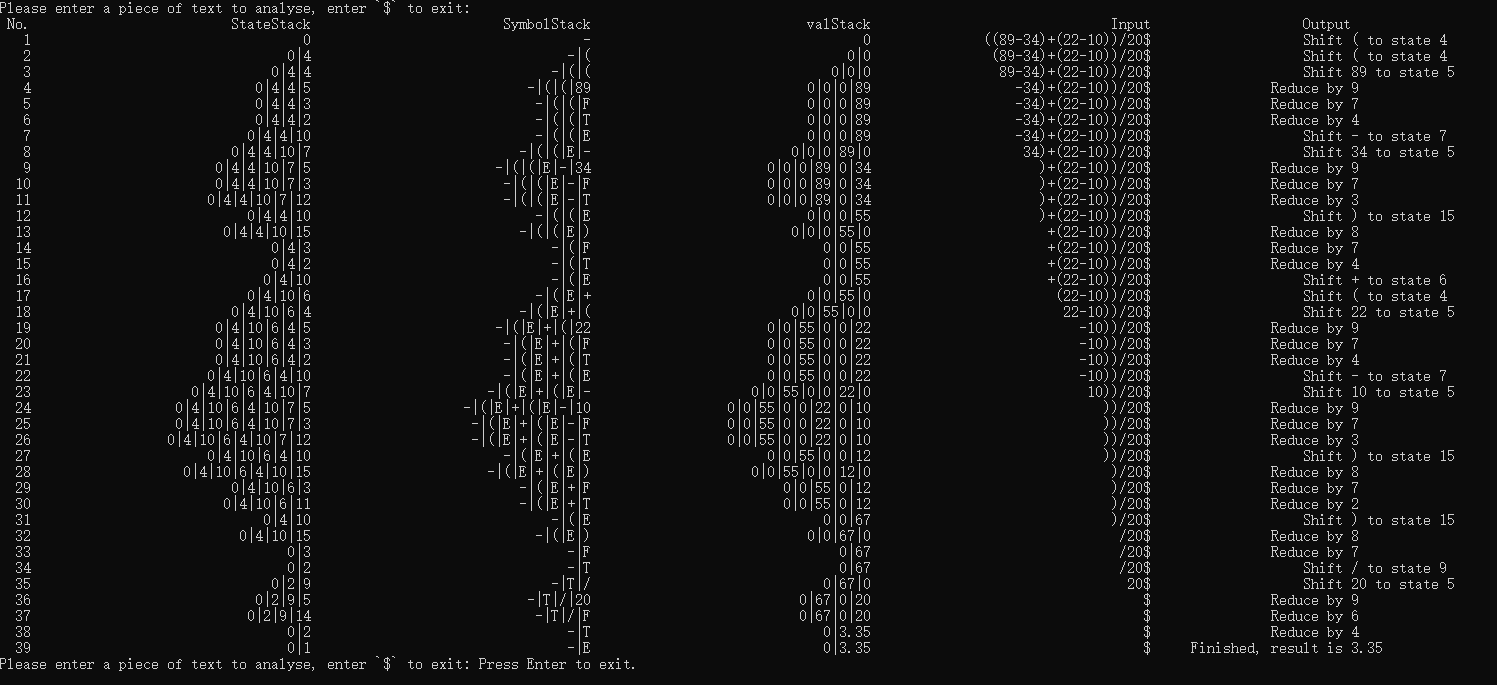 Please enter a piece of text to analyse, enter `$` to exit:
No. StateStack SymbolStack valStack Input Output
1 0 - 0 ((89-34)+(22-10))/20$ Shift ( to state 4
2 0|4 -|( 0|0 (89-34)+(22-10))/20$ Shift ( to state 4
3 0|4|4 -|(|( 0|0|0 89-34)+(22-10))/20$ Shift 89 to state 5
4 0|4|4|5 -|(|(|89 0|0|0|89 -34)+(22-10))/20$ Reduce by 9
5 0|4|4|3 -|(|(|F 0|0|0|89 -34)+(22-10))/20$ Reduce by 7
6 0|4|4|2 -|(|(|T 0|0|0|89 -34)+(22-10))/20$ Reduce by 4
7 0|4|4|10 -|(|(|E 0|0|0|89 -34)+(22-10))/20$ Shift - to state 7
8 0|4|4|10|7 -|(|(|E|- 0|0|0|89|0 34)+(22-10))/20$ Shift 34 to state 5
9 0|4|4|10|7|5 -|(|(|E|-|34 0|0|0|89|0|34 )+(22-10))/20$ Reduce by 9
10 0|4|4|10|7|3 -|(|(|E|-|F 0|0|0|89|0|34 )+(22-10))/20$ Reduce by 7
11 0|4|4|10|7|12 -|(|(|E|-|T 0|0|0|89|0|34 )+(22-10))/20$ Reduce by 3
12 0|4|4|10 -|(|(|E 0|0|0|55 )+(22-10))/20$ Shift ) to state 15
13 0|4|4|10|15 -|(|(|E|) 0|0|0|55|0 +(22-10))/20$ Reduce by 8
14 0|4|3 -|(|F 0|0|55 +(22-10))/20$ Reduce by 7
15 0|4|2 -|(|T 0|0|55 +(22-10))/20$ Reduce by 4
16 0|4|10 -|(|E 0|0|55 +(22-10))/20$ Shift + to state 6
17 0|4|10|6 -|(|E|+ 0|0|55|0 (22-10))/20$ Shift ( to state 4
18 0|4|10|6|4 -|(|E|+|( 0|0|55|0|0 22-10))/20$ Shift 22 to state 5
19 0|4|10|6|4|5 -|(|E|+|(|22 0|0|55|0|0|22 -10))/20$ Reduce by 9
20 0|4|10|6|4|3 -|(|E|+|(|F 0|0|55|0|0|22 -10))/20$ Reduce by 7
21 0|4|10|6|4|2 -|(|E|+|(|T 0|0|55|0|0|22 -10))/20$ Reduce by 4
22 0|4|10|6|4|10 -|(|E|+|(|E 0|0|55|0|0|22 -10))/20$ Shift - to state 7
23 0|4|10|6|4|10|7 -|(|E|+|(|E|- 0|0|55|0|0|22|0 10))/20$ Shift 10 to state 5
24 0|4|10|6|4|10|7|5 -|(|E|+|(|E|-|10 0|0|55|0|0|22|0|10 ))/20$ Reduce by 9
25 0|4|10|6|4|10|7|3 -|(|E|+|(|E|-|F 0|0|55|0|0|22|0|10 ))/20$ Reduce by 7
26 0|4|10|6|4|10|7|12 -|(|E|+|(|E|-|T 0|0|55|0|0|22|0|10 ))/20$ Reduce by 3
27 0|4|10|6|4|10 -|(|E|+|(|E 0|0|55|0|0|12 ))/20$ Shift ) to state 15
28 0|4|10|6|4|10|15 -|(|E|+|(|E|) 0|0|55|0|0|12|0 )/20$ Reduce by 8
29 0|4|10|6|3 -|(|E|+|F 0|0|55|0|12 )/20$ Reduce by 7
30 0|4|10|6|11 -|(|E|+|T 0|0|55|0|12 )/20$ Reduce by 2
31 0|4|10 -|(|E 0|0|67 )/20$ Shift ) to state 15
32 0|4|10|15 -|(|E|) 0|0|67|0 /20$ Reduce by 8
33 0|3 -|F 0|67 /20$ Reduce by 7
34 0|2 -|T 0|67 /20$ Shift / to state 9
35 0|2|9 -|T|/ 0|67|0 20$ Shift 20 to state 5
36 0|2|9|5 -|T|/|20 0|67|0|20 $ Reduce by 9
37 0|2|9|14 -|T|/|F 0|67|0|20 $ Reduce by 6
38 0|2 -|T 0|3.35 $ Reduce by 4
39 0|1 -|E 0|3.35 $ Finished, result is 3.35
Please enter a piece of text to analyse, enter `$` to exit: Press Enter to exit.